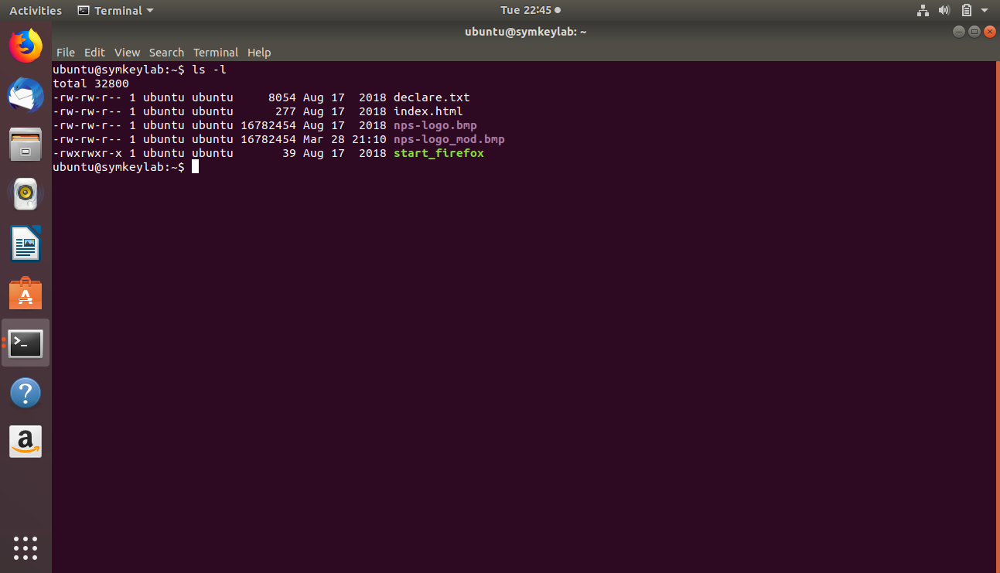 Activities Terminal Tue 22:45
ubuntu@symkeylab: ~
File Edit View Search Terminal Help
ubuntu@symkeylab:~$ ls -l
total 32800
-rw-rw-r-- 1 ubuntu ubuntu     8054 Aug 17  2018 declare.txt
-rw-rw-r-- 1 ubuntu ubuntu      277 Aug 17  2018 index.html
-rw-rw-r-- 1 ubuntu ubuntu 16782454 Aug 17  2018 nps-logo.bmp
-rw-rw-r-- 1 ubuntu ubuntu 16782454 Mar 28 21:10 nps-logo_mod.bmp
-rwxrwxr-x 1 ubuntu ubuntu       39 Aug 17  2018 start_firefox
ubuntu@symkeylab:~$
>_
A
?
a